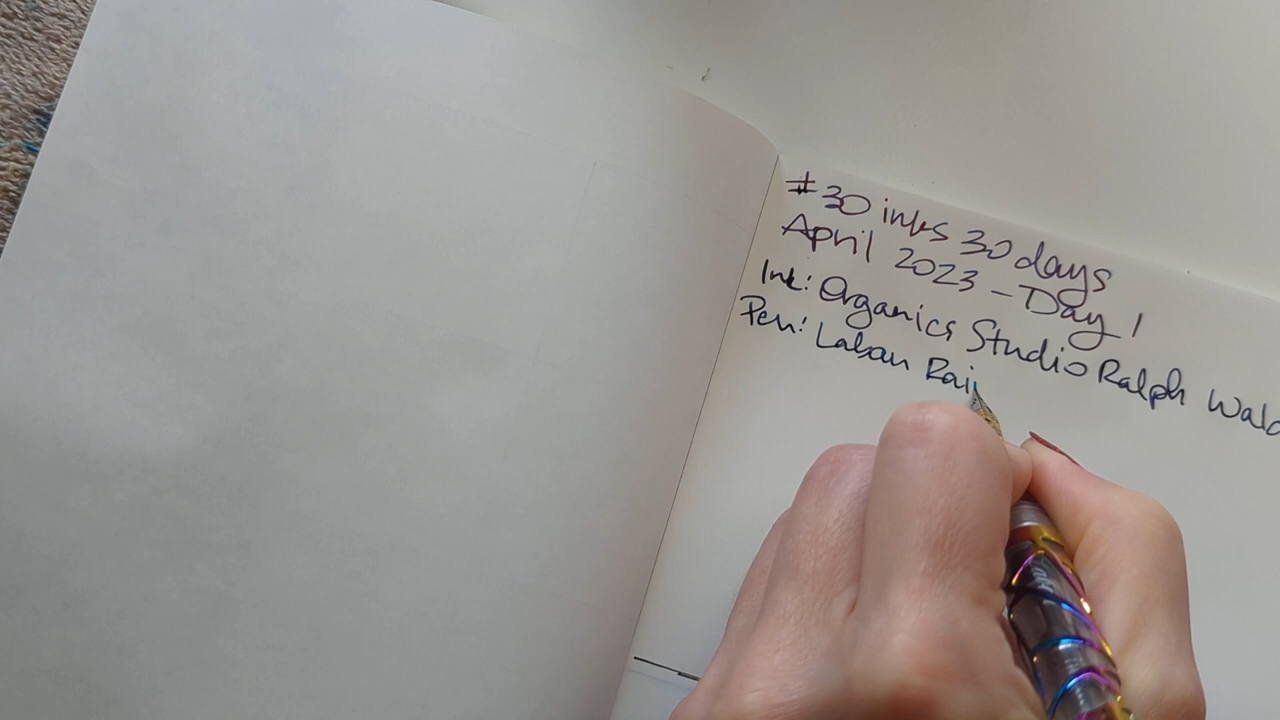 #30 inks 30 days
April 2023 - Day 1
Ink: Organics Studio Ralph Wald
Pen: Laban Rai